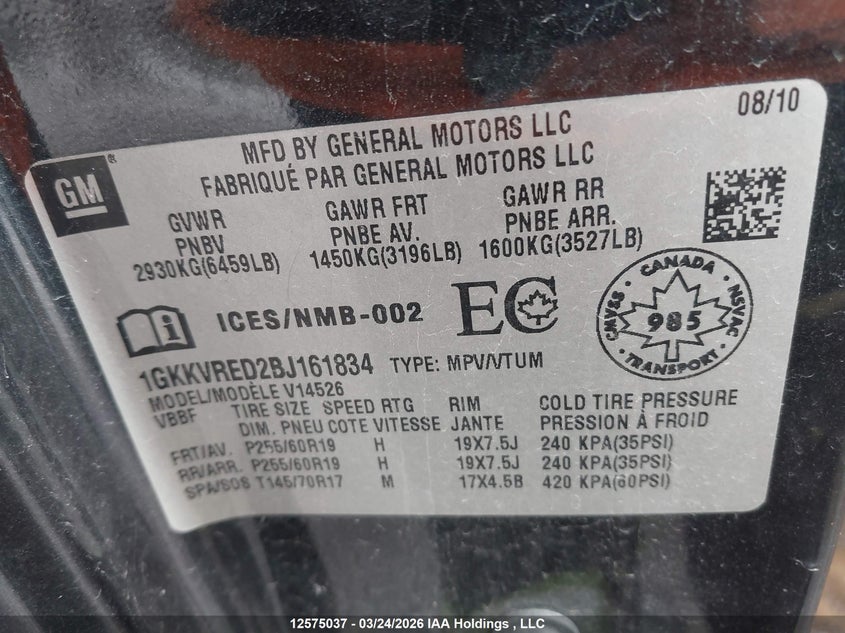 08/10
MFD BY GENERAL MOTORS LLC
FABRIQUÉ PAR GENERAL MOTORS LLC
GM®
GVWR GAWR FRT GAWR RR
PNBV PNBE AV. PNBE ARR.
2930KG(6459LB) 1450KG(3196LB) 1600KG(3527LB)
i ICES/NMB-002 EC
CANADA
CMVSS 985 NSVAC
TRANSPORT
1GKKVRED2BJ161834 TYPE: MPV/VTUM
MODEL/MODÈLE V14526
VBBF TIRE SIZE SPEED RTG RIM COLD TIRE PRESSURE
DIM. PNEU COTE VITESSE JANTE PRESSION À FROID
FRT/AV. P255/60R19 H 19X7.5J 240 KPA(35PSI)
RR/ARR. P255/60R19 H 19X7.5J 240 KPA(35PSI)
SPA/SOS T145/70R17 M 17X4.5B 420 KPA(60PSI)
12575037 - 03/24/2026 IAA Holdings , LLC